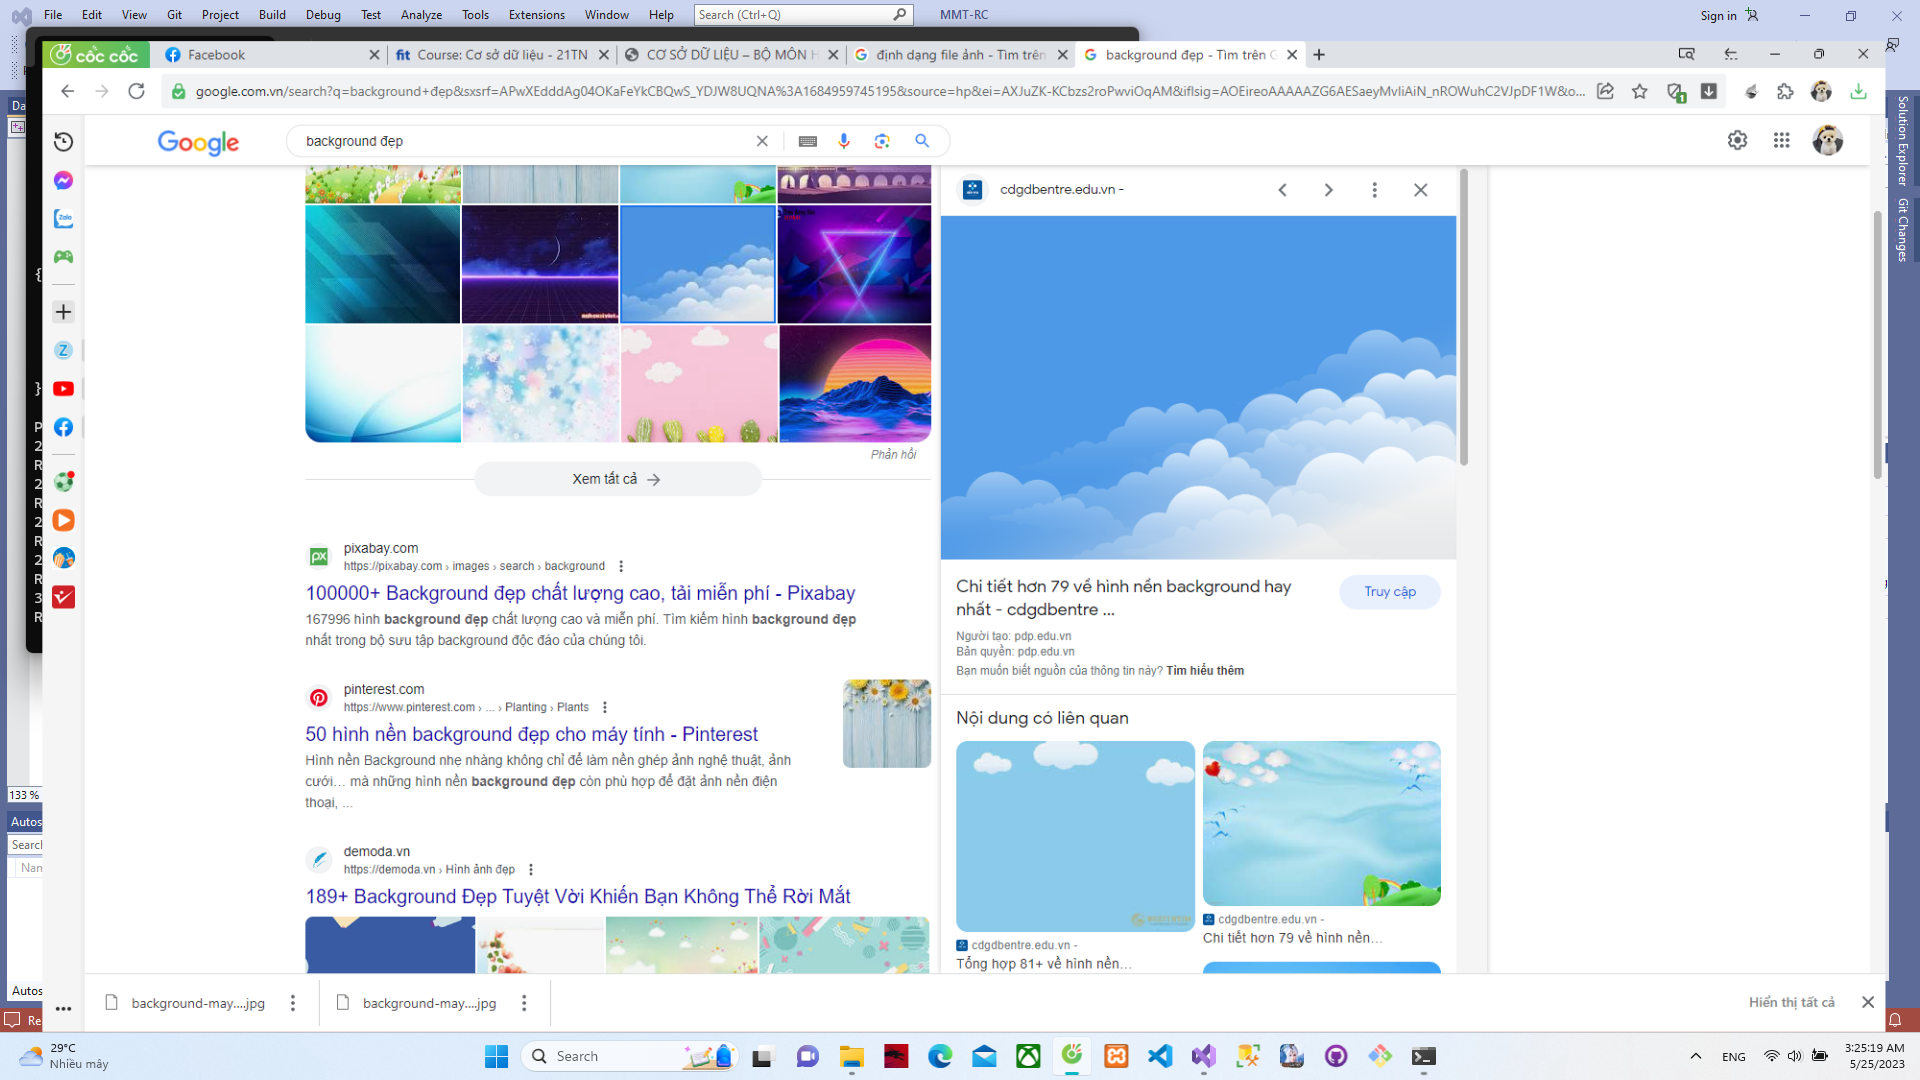 File Edit View Git Project Build Debug Test Analyze Tools Extensions Window Help Search (Ctrl+Q) MMT-RC Sign in
cốc cốc Facebook fit Course: Cơ sở dữ liệu - 21TN CƠ SỞ DỮ LIỆU – BỘ MÔN H định dạng file ảnh - Tìm trên background đẹp - Tìm trên G
google.com.vn/search?q=background+đẹp&sxsrf=APwXEdddAg04OKaFeYkCBQwS_YDJW8UQNA%3A1684959745195&source=hp&ei=AXJuZK-KCbzs2roPwviOqAM&iflsig=AOEireoAAAAAZG6AESaeyMvIiAiN_nROWuhC2VJpDF1W&o...
Da
Google background đẹp
Solution Explorer
Git Changes
Zalo
cdgdbentre.edu.vn -
{
Z
}
P
2
R
2
R
2
R
2
R
3
R
Phản hồi
Xem tất cả
px
pixabay.com
https://pixabay.com › images › search › background
100000+ Background đẹp chất lượng cao, tải miễn phí - Pixabay
167996 hình background đẹp chất lượng cao và miễn phí. Tìm kiếm hình background đẹp
nhất trong bộ sưu tập background độc đáo của chúng tôi.
pinterest.com
https://www.pinterest.com › ... › Planting › Plants
50 hình nền background đẹp cho máy tính - Pinterest
Hình nền Background nhẹ nhàng không chỉ để làm nền ghép ảnh nghệ thuật, ảnh
cưới… mà những hình nền background đẹp còn phù hợp để đặt ảnh nền điện
thoại, ...
demoda.vn
https://demoda.vn › Hình ảnh đẹp
189+ Background Đẹp Tuyệt Vời Khiến Bạn Không Thể Rời Mắt
Chi tiết hơn 79 về hình nền background hay
nhất - cdgdbentre ...
Truy cập
Người tạo: pdp.edu.vn
Bản quyền: pdp.edu.vn
Bạn muốn biết nguồn của thông tin này? Tìm hiểu thêm
Nội dung có liên quan
cdgdbentre.edu.vn -
Tổng hợp 81+ về hình nền…
cdgdbentre.edu.vn -
Chi tiết hơn 79 về hình nền…
133 %
Autos
Search
Nan
Autos
Re
background-may....jpg background-may....jpg Hiển thị tất cả
29°C
Nhiều mây
Search
ENG
3:25:19 AM
5/25/2023